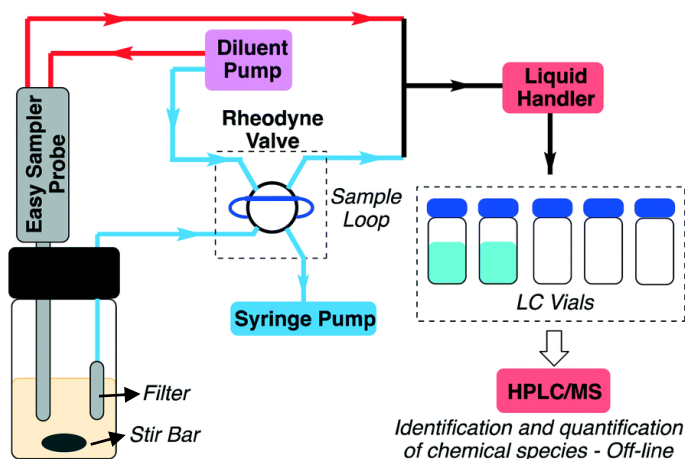 Diluent
Pump
Liquid
Handler
Easy Sampler
Probe
Rheodyne
Valve
Sample
Loop
Syringe Pump
LC Vials
Filter
Stir Bar
HPLC/MS
Identification and quantification
of chemical species - Off-line